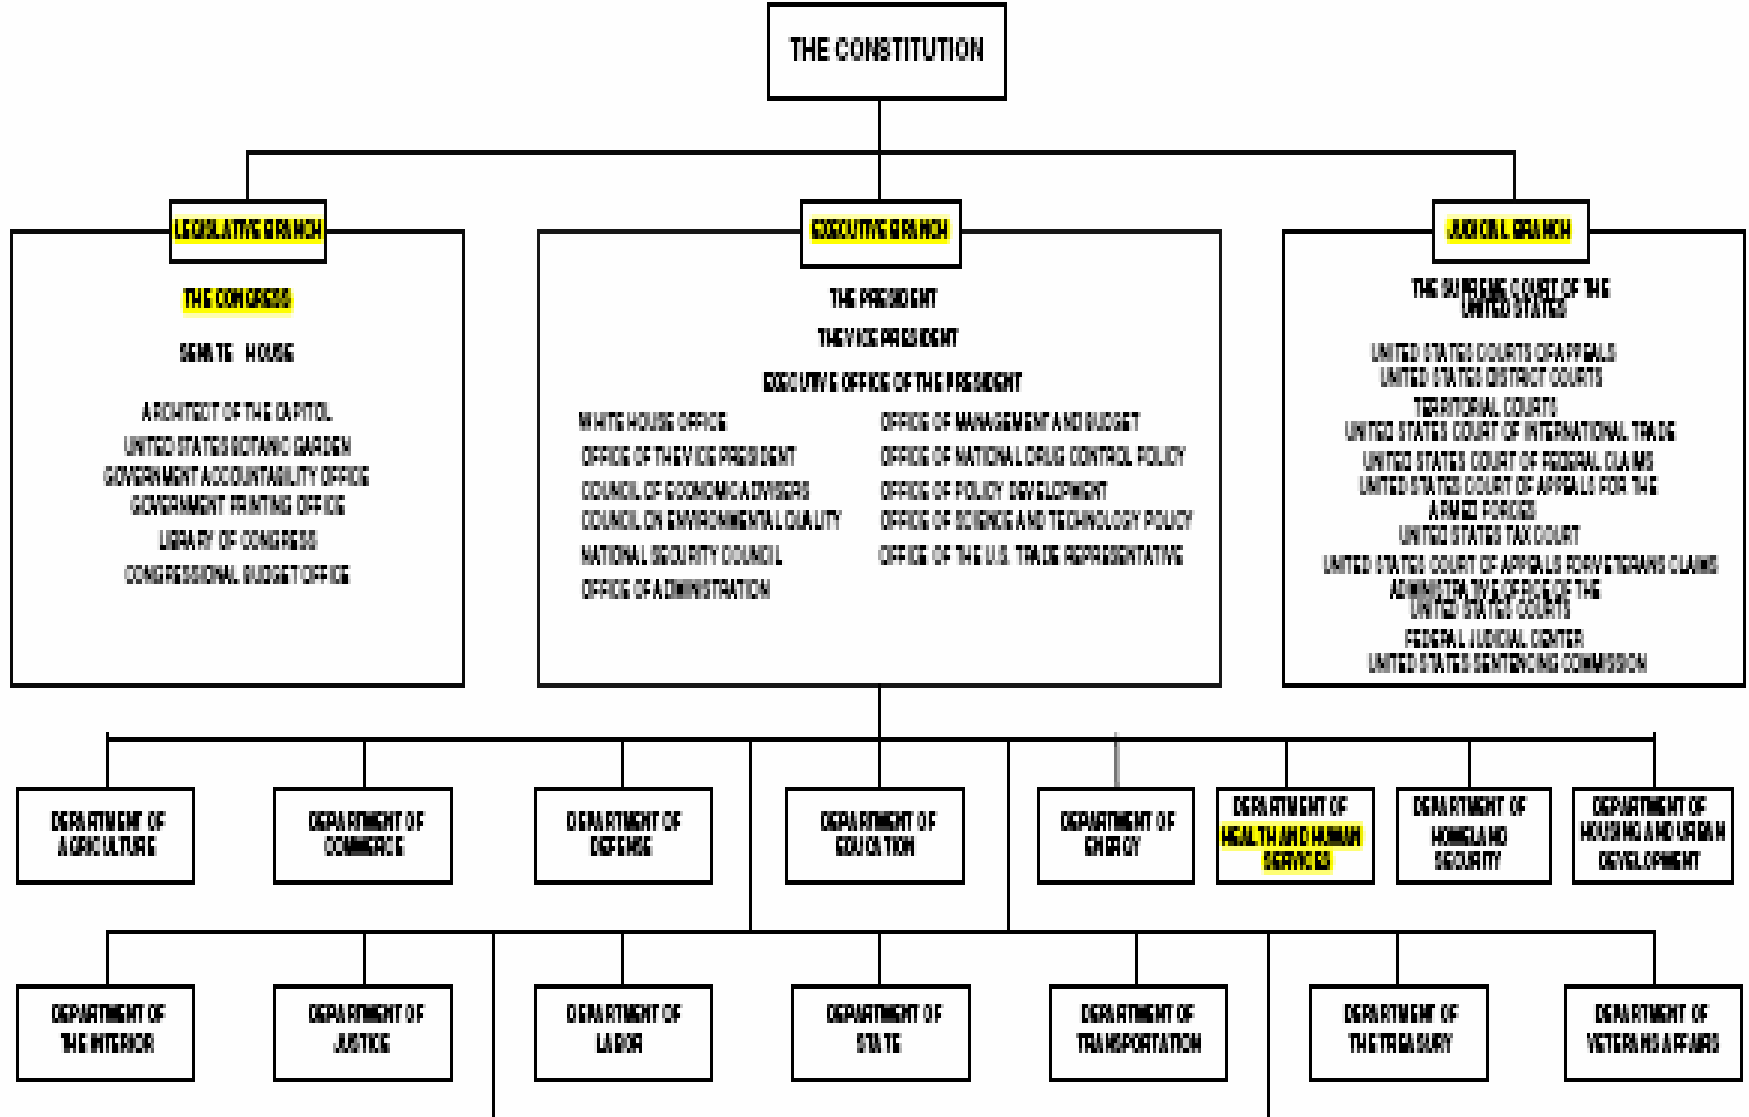 THE CONSTITUTION
LEGISLATIVE BRANCH
THE CONGRESS
SENATE HOUSE
ARCHITECT OF THE CAPITOL
UNITED STATES BOTANIC GARDEN
GOVERNMENT ACCOUNTABILITY OFFICE
GOVERNMENT PRINTING OFFICE
LIBRARY OF CONGRESS
CONGRESSIONAL BUDGET OFFICE
EXECUTIVE BRANCH
THE PRESIDENT
THE VICE PRESIDENT
EXECUTIVE OFFICE OF THE PRESIDENT
WHITE HOUSE OFFICE
OFFICE OF THE VICE PRESIDENT
COUNCIL OF ECONOMIC ADVISERS
COUNCIL ON ENVIRONMENTAL QUALITY
NATIONAL SECURITY COUNCIL
OFFICE OF ADMINISTRATION
OFFICE OF MANAGEMENT AND BUDGET
OFFICE OF NATIONAL DRUG CONTROL POLICY
OFFICE OF POLICY DEVELOPMENT
OFFICE OF SCIENCE AND TECHNOLOGY POLICY
OFFICE OF THE U.S. TRADE REPRESENTATIVE
JUDICIAL BRANCH
THE SUPREME COURT OF THE
UNITED STATES
UNITED STATES COURTS OF APPEALS
UNITED STATES DISTRICT COURTS
TERRITORIAL COURTS
UNITED STATES COURT OF INTERNATIONAL TRADE
UNITED STATES COURT OF FEDERAL CLAIMS
UNITED STATES COURT OF APPEALS FOR THE
ARMED FORCES
UNITED STATES TAX COURT
UNITED STATES COURT OF APPEALS FOR VETERANS CLAIMS
ADMINISTRATIVE OFFICE OF THE
UNITED STATES COURTS
FEDERAL JUDICIAL CENTER
UNITED STATES SENTENCING COMMISSION
DEPARTMENT OF
AGRICULTURE
DEPARTMENT OF
COMMERCE
DEPARTMENT OF
DEFENSE
DEPARTMENT OF
EDUCATION
DEPARTMENT OF
ENERGY
DEPARTMENT OF
HEALTH AND HUMAN
SERVICES
DEPARTMENT OF
HOMELAND
SECURITY
DEPARTMENT OF
HOUSING AND URBAN
DEVELOPMENT
DEPARTMENT OF
THE INTERIOR
DEPARTMENT OF
JUSTICE
DEPARTMENT OF
LABOR
DEPARTMENT OF
STATE
DEPARTMENT OF
TRANSPORTATION
DEPARTMENT OF
THE TREASURY
DEPARTMENT OF
VETERANS AFFAIRS